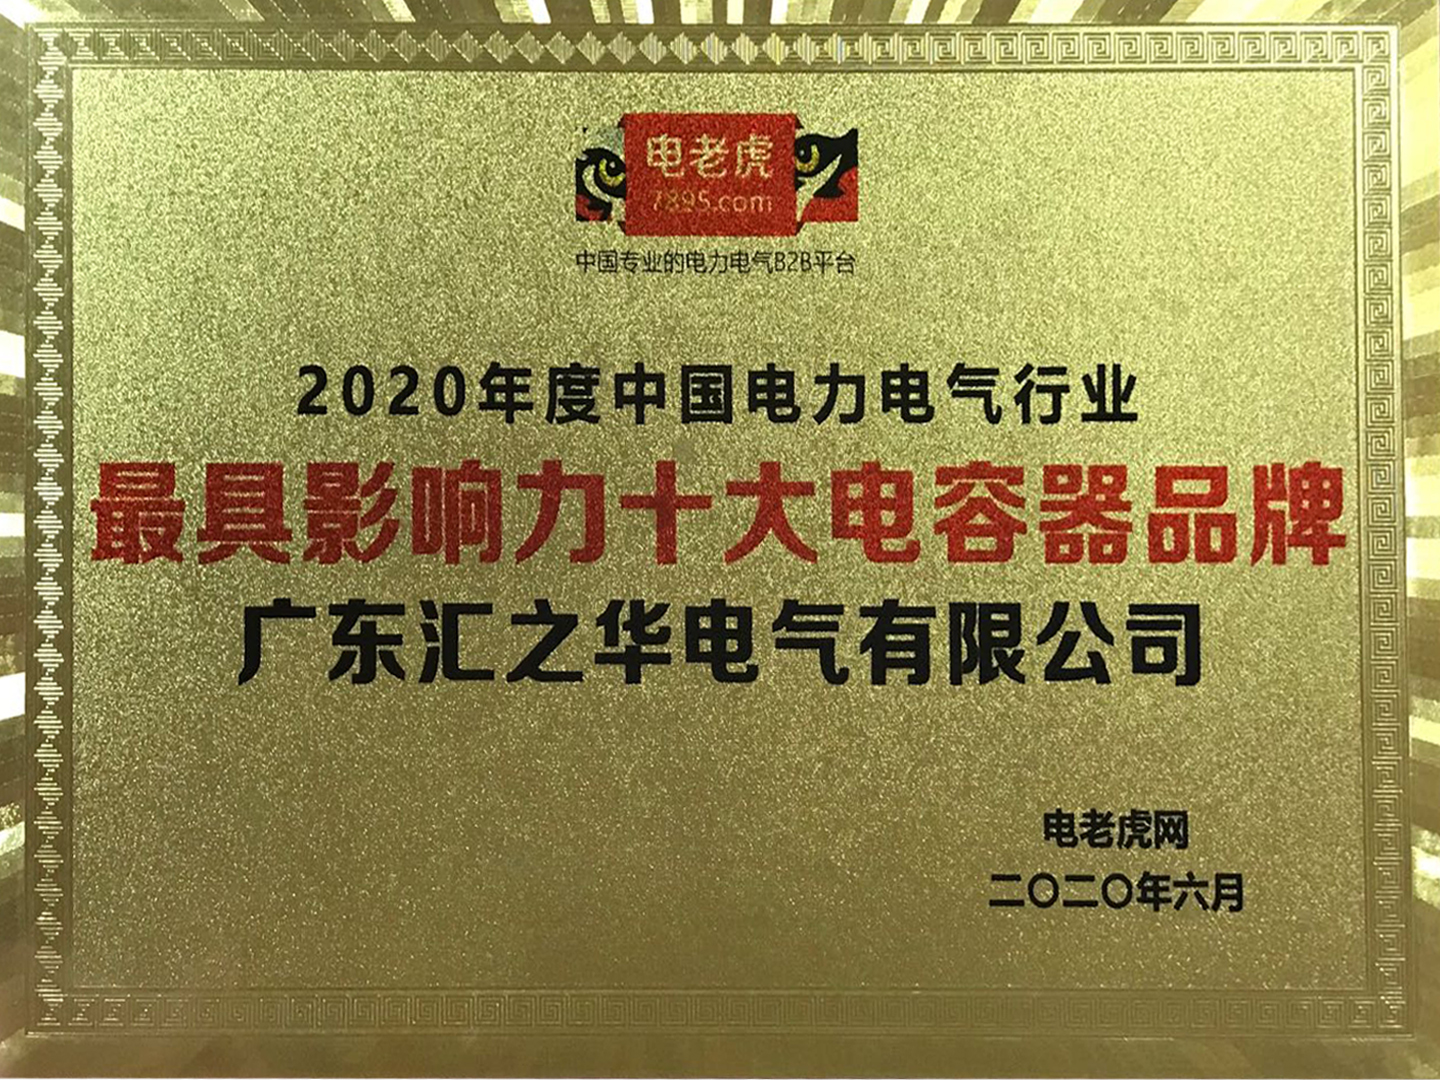 电老虎
7895.com
中国专业的电力电气B2B平台
2020年度中国电力电气行业
最具影响力十大电容器品牌
广东汇之华电气有限公司
电老虎网
二〇二〇年六月